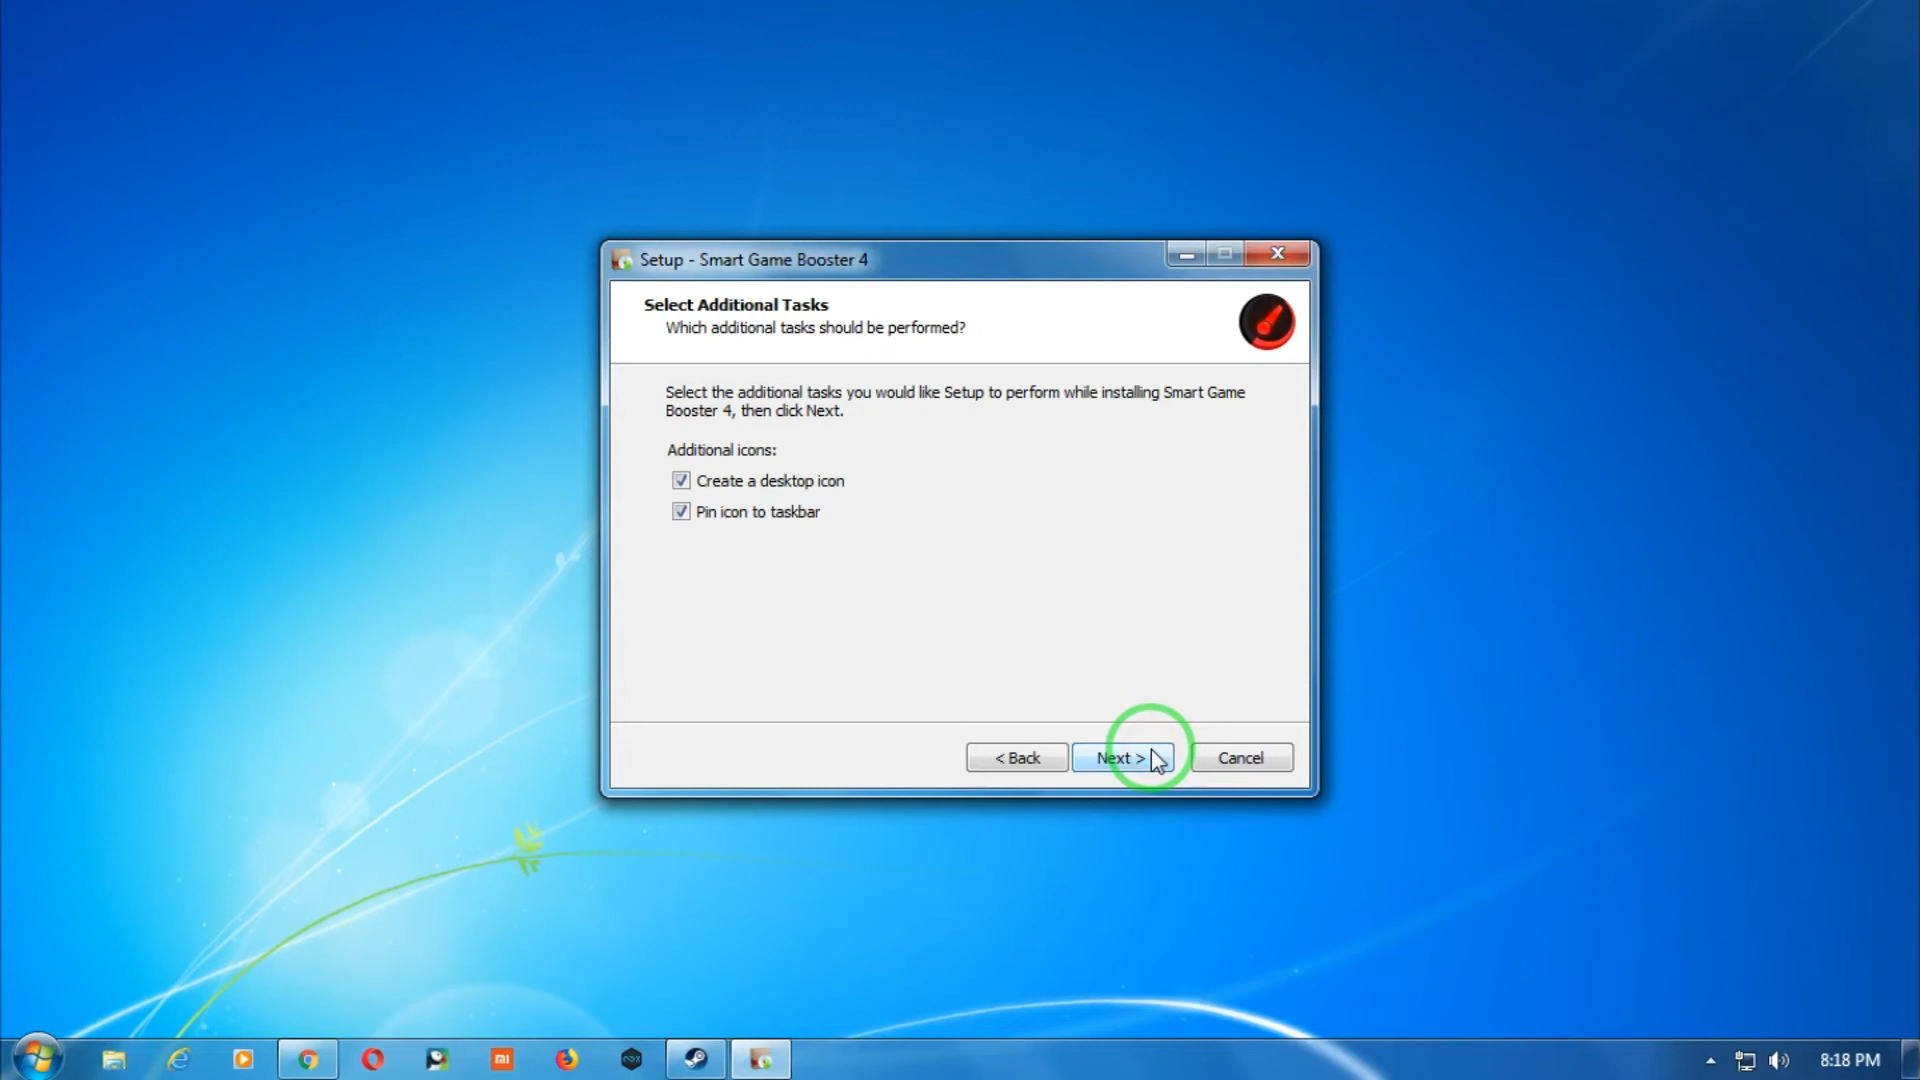 Setup - Smart Game Booster 4
Select Additional Tasks
Which additional tasks should be performed?
Select the additional tasks you would like Setup to perform while installing Smart Game
Booster 4, then click Next.
Additional icons:
Create a desktop icon
Pin icon to taskbar
< Back
Next >
Cancel
mi
nox
8:18 PM